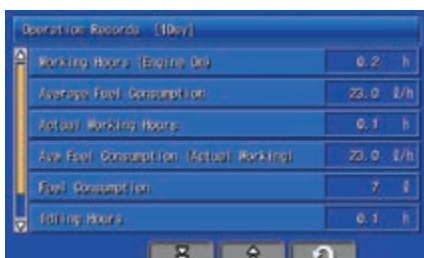 Operation Records [1Day]
Working Hours (Engine On) 0.2 h
Average Fuel Consumption 23.0 ℓ/h
Actual Working Hours 0.1 h
Ave Fuel Consumption (Actual Working) 23.0 ℓ/h
Fuel Consumption 7 ℓ
Idling Hours 0.1 h